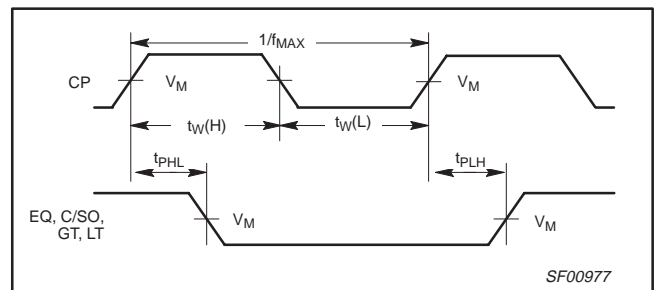 1/fMAX
CP
VM
VM
tW(H)
tW(L)
tPHL
tPLH
EQ, C/SO,
GT, LT
VM
VM
SF00977